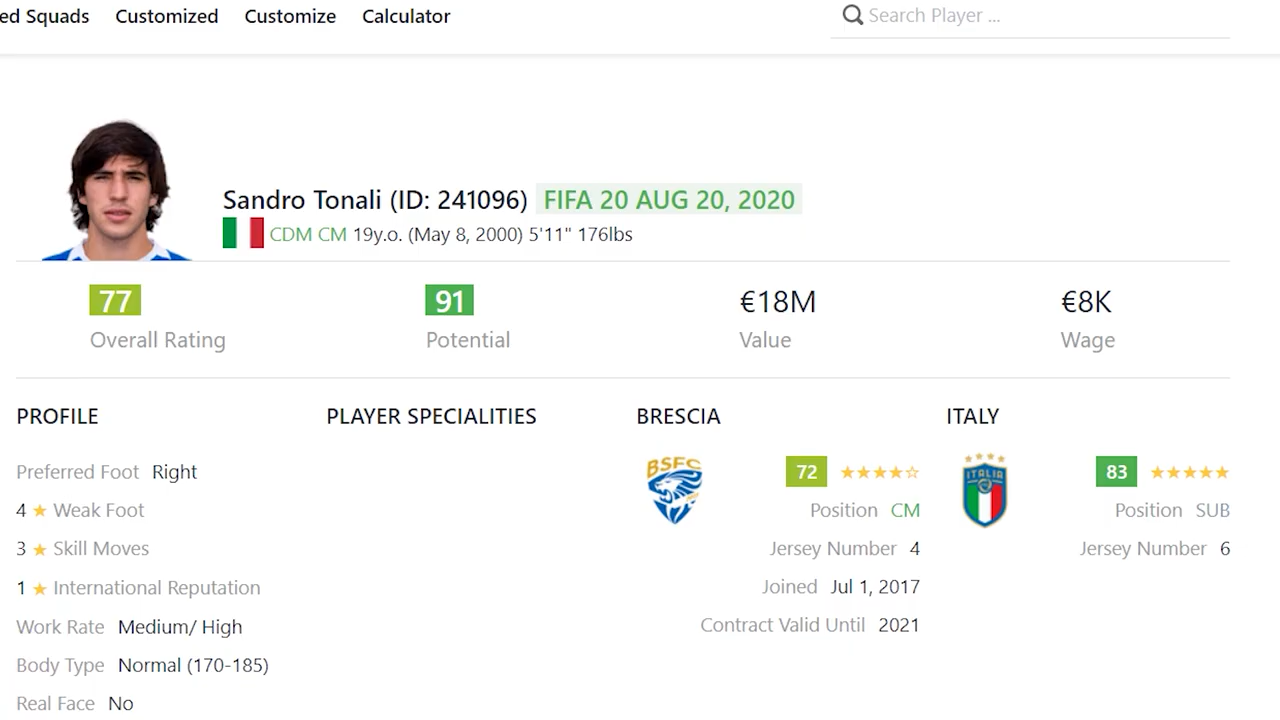 ed Squads Customized Customize Calculator Search Player ...
Sandro Tonali (ID: 241096) FIFA 20 AUG 20, 2020
CDM CM 19y.o. (May 8, 2000) 5'11" 176lbs
77 91 €18M €8K
Overall Rating Potential Value Wage
PROFILE PLAYER SPECIALITIES BRESCIA ITALY
Preferred Foot Right
4 ★ Weak Foot
3 ★ Skill Moves
1 ★ International Reputation
Work Rate Medium/ High
Body Type Normal (170-185)
Real Face No
BSFC
72 ★★★★☆
Position CM
Jersey Number 4
Joined Jul 1, 2017
Contract Valid Until 2021
ITALIA
83 ★★★★★
Position SUB
Jersey Number 6